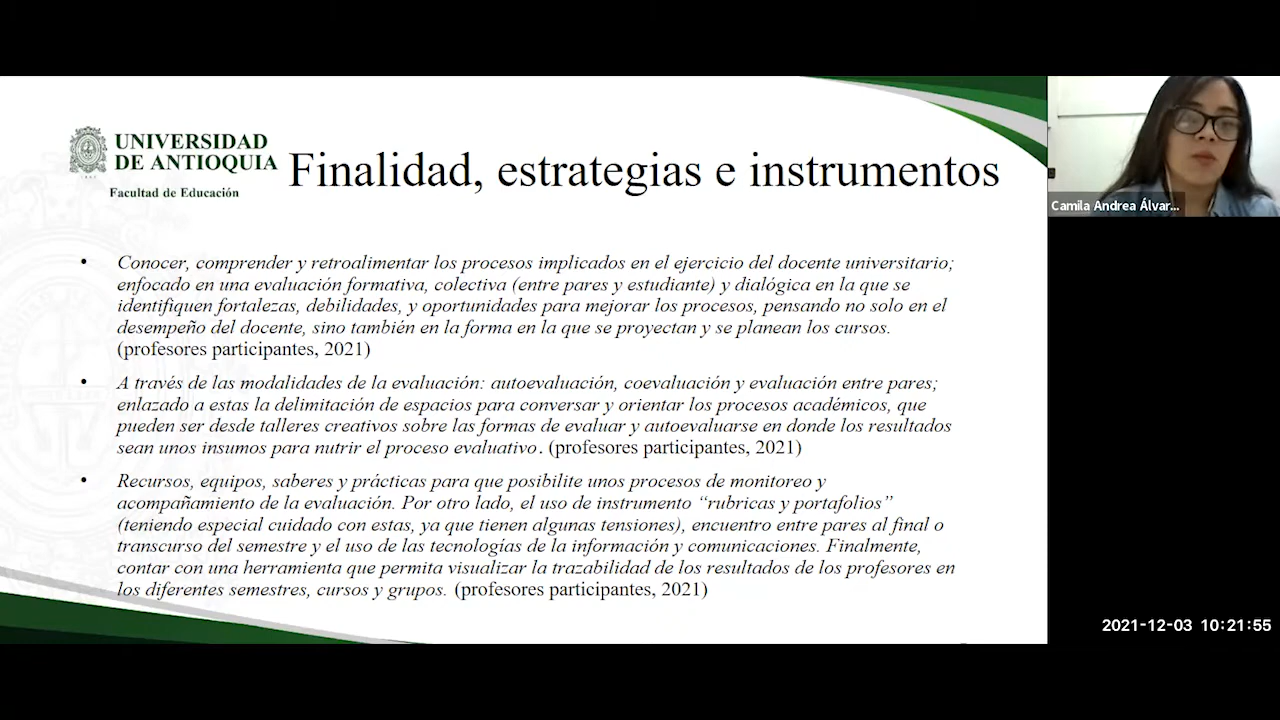 UNIVERSIDAD
DE ANTIOQUIA
Facultad de Educación
Finalidad, estrategias e instrumentos
• Conocer, comprender y retroalimentar los procesos implicados en el ejercicio del docente universitario;
enfocado en una evaluación formativa, colectiva (entre pares y estudiante) y dialógica en la que se
identifiquen fortalezas, debilidades, y oportunidades para mejorar los procesos, pensando no solo en el
desempeño del docente, sino también en la forma en la que se proyectan y se planean los cursos.
(profesores participantes, 2021)
• A través de las modalidades de la evaluación: autoevaluación, coevaluación y evaluación entre pares;
enlazado a estas la delimitación de espacios para conversar y orientar los procesos académicos, que
pueden ser desde talleres creativos sobre las formas de evaluar y autoevaluarse en donde los resultados
sean unos insumos para nutrir el proceso evaluativo. (profesores participantes, 2021)
• Recursos, equipos, saberes y prácticas para que posibilite unos procesos de monitoreo y
acompañamiento de la evaluación. Por otro lado, el uso de instrumento “rubricas y portafolios”
(teniendo especial cuidado con estas, ya que tienen algunas tensiones), encuentro entre pares al final o
transcurso del semestre y el uso de las tecnologías de la información y comunicaciones. Finalmente,
contar con una herramienta que permita visualizar la trazabilidad de los resultados de los profesores en
los diferentes semestres, cursos y grupos. (profesores participantes, 2021)
Camila Andrea Álvar...
2021-12-03 10:21:55